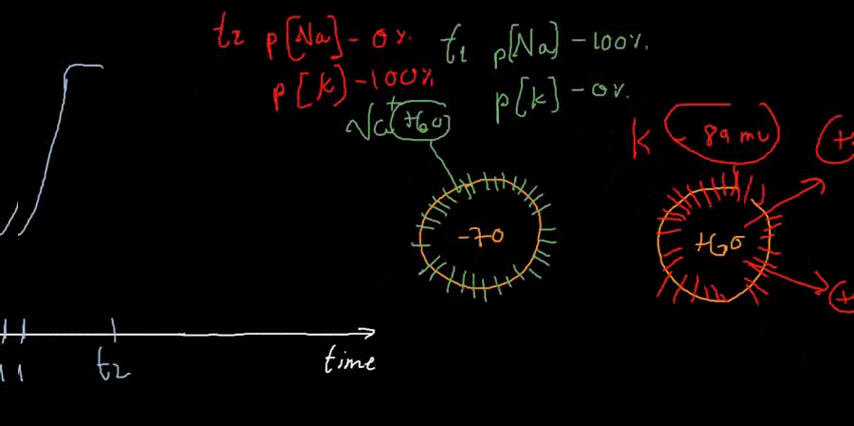 t2 p[Na] - 0%
p[K] - 100%
t1 p[Na] - 100%
p[K] - 0%
Na+ +60
K - 89 mv
-70
+60
+
+
t2
time